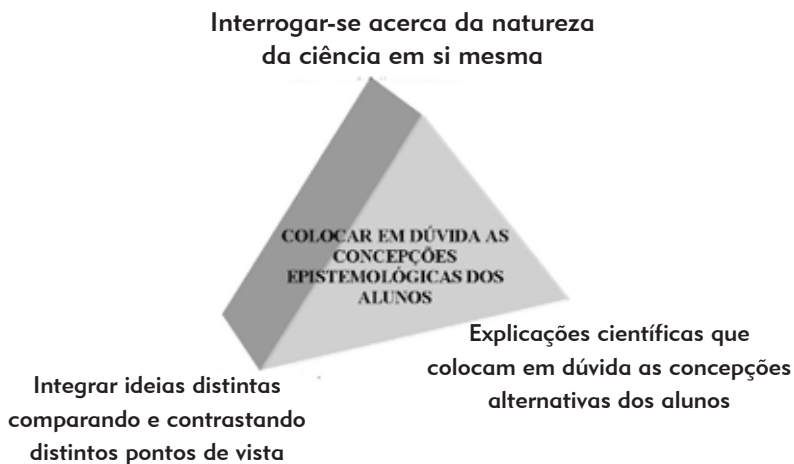 Interrogar-se acerca da natureza
da ciência em si mesma
COLOCAR EM DÚVIDA AS
CONCEPÇÕES
EPISTEMOLÓGICAS DOS
ALUNOS
Explicações científicas que
colocam em dúvida as concepções
alternativas dos alunos
Integrar ideias distintas
comparando e contrastando
distintos pontos de vista